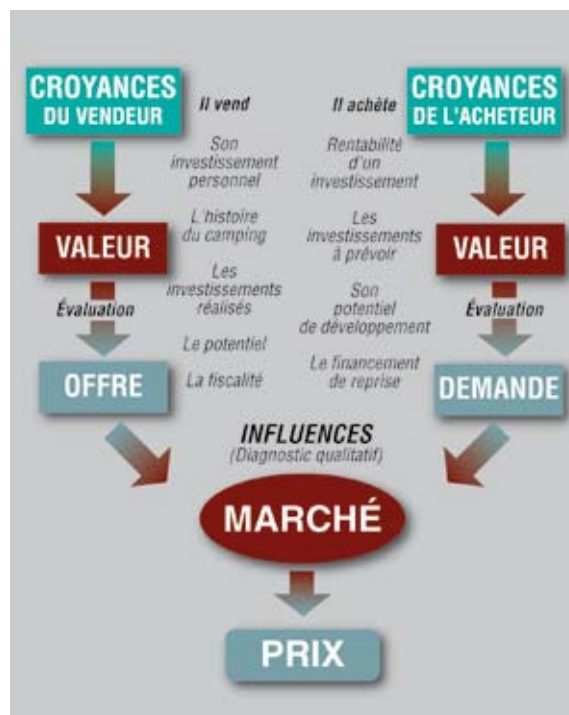 CROYANCES
DU VENDEUR
VALEUR
Évaluation
OFFRE
Il vend
Son
investissement
personnel
L'histoire
du camping
Les
investissements
réalisés
Le potentiel
La fiscalité
Il achète
Rentabilité
d'un
investissement
Les
investissements
à prévoir
Son
potentiel
de développement
Le financement
de reprise
CROYANCES
DE L'ACHETEUR
VALEUR
Évaluation
DEMANDE
INFLUENCES
(Diagnostic qualitatif)
MARCHÉ
PRIX